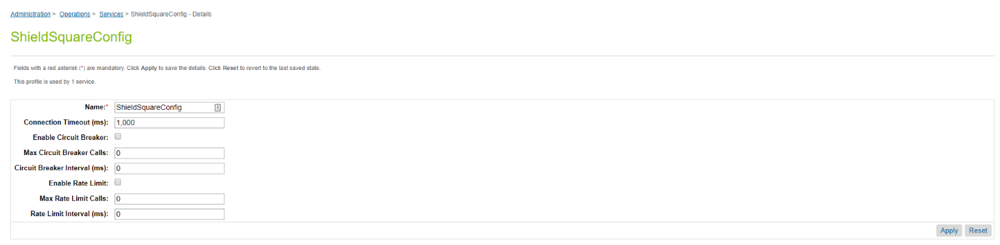 Administration > Operations > Services > ShieldSquareConfig - Details
ShieldSquareConfig
Fields with a red asterisk (*) are mandatory. Click Apply to save the details. Click Reset to revert to the last saved state.
This profile is used by 1 service.
Name:* ShieldSquareConfig
Connection Timeout (ms): 1,000
Enable Circuit Breaker:
Max Circuit Breaker Calls: 0
Circuit Breaker Interval (ms): 0
Enable Rate Limit:
Max Rate Limit Calls: 0
Rate Limit Interval (ms): 0
Apply Reset